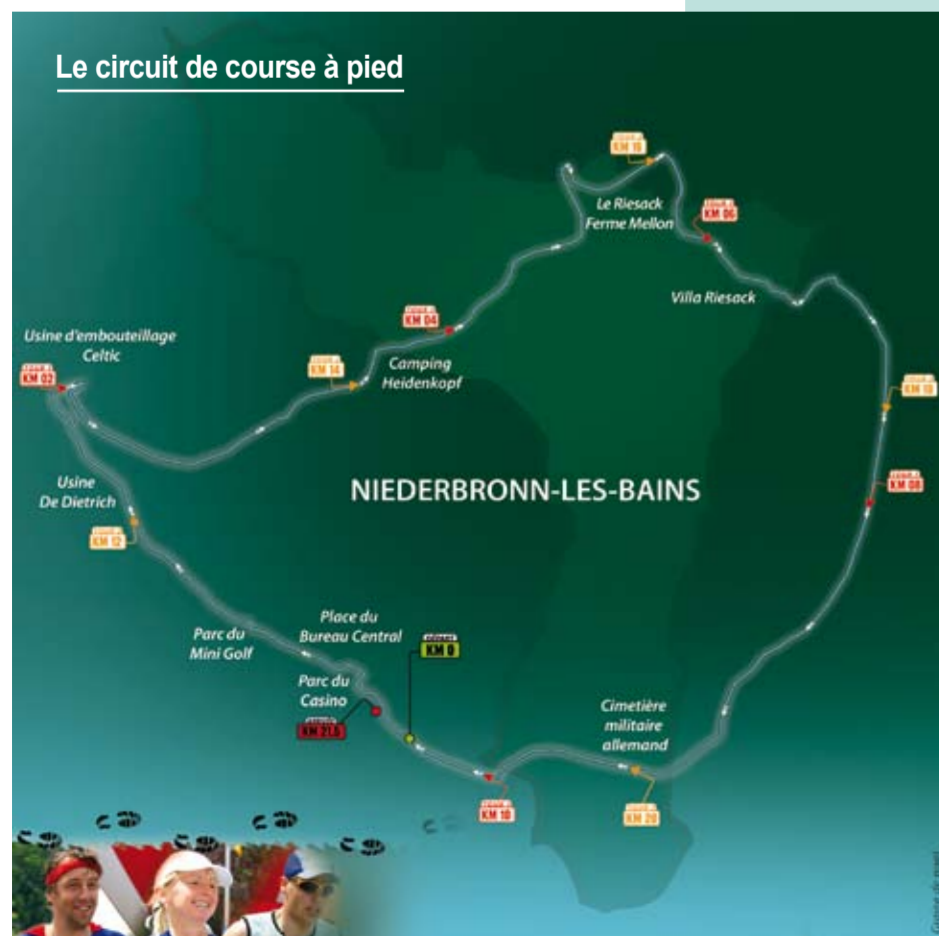 Le circuit de course à pied
KM 16
Le Riesack
Ferme Mellon
KM 06
Villa Riesack
KM 04
Usine d'embouteillage
Celtic
KM 02
KM 14
Camping
Heidenkopf
KM 18
Usine
De Dietrich
NIEDERBRONN-LES-BAINS
KM 08
KM 12
Place du
Bureau Central
Parc du
Mini Golf
DÉPART
KM 0
Parc du
Casino
KM 21,5
Cimetière
militaire
allemand
KM 10
KM 20